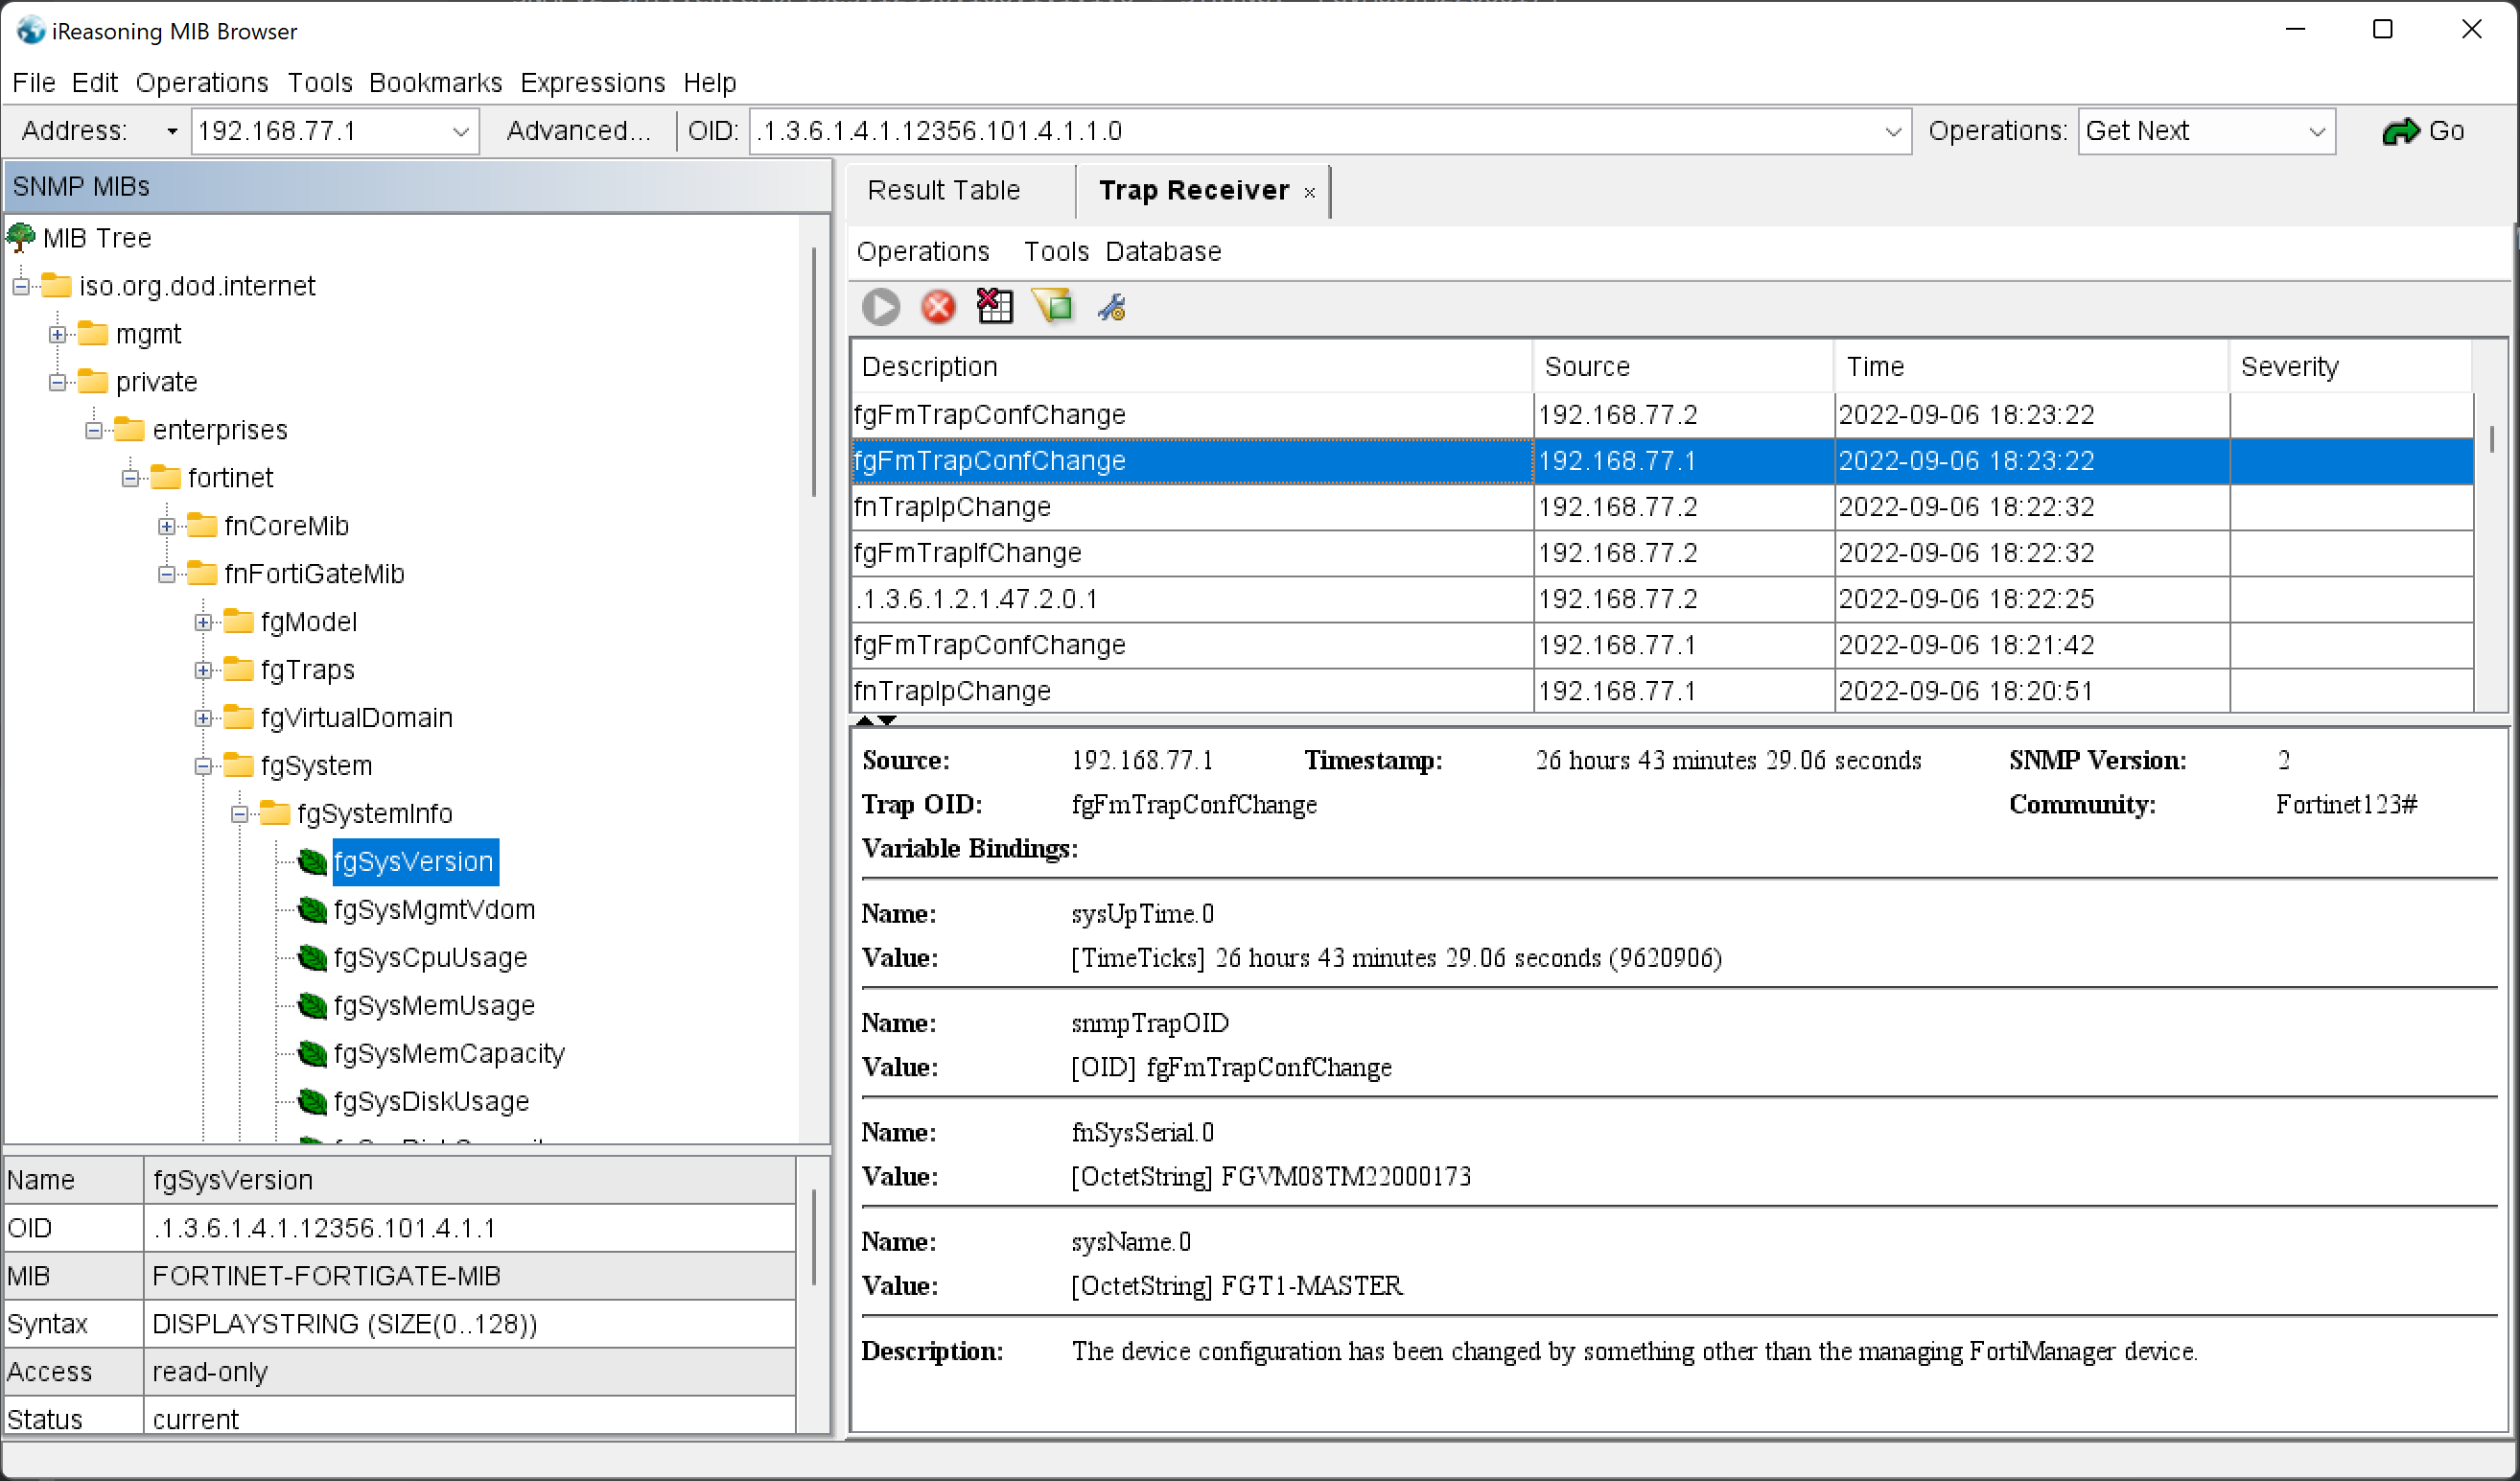 iReasoning MIB Browser
File Edit Operations Tools Bookmarks Expressions Help
Address: 192.168.77.1 Advanced... OID: .1.3.6.1.4.1.12356.101.4.1.1.0 Operations: Get Next Go
SNMP MIBs
MIB Tree
iso.org.dod.internet
mgmt
private
enterprises
fortinet
fnCoreMib
fnFortiGateMib
fgModel
fgTraps
fgVirtualDomain
fgSystem
fgSystemInfo
fgSysVersion
fgSysMgmtVdom
fgSysCpuUsage
fgSysMemUsage
fgSysMemCapacity
fgSysDiskUsage
Name fgSysVersion
OID .1.3.6.1.4.1.12356.101.4.1.1
MIB FORTINET-FORTIGATE-MIB
Syntax DISPLAYSTRING (SIZE(0..128))
Access read-only
Status current
Result Table Trap Receiver ×
Operations Tools Database
Description Source Time Severity
fgFmTrapConfChange 192.168.77.2 2022-09-06 18:23:22
fgFmTrapConfChange 192.168.77.1 2022-09-06 18:23:22
fnTrapIpChange 192.168.77.2 2022-09-06 18:22:32
fgFmTrapIfChange 192.168.77.2 2022-09-06 18:22:32
.1.3.6.1.2.1.47.2.0.1 192.168.77.2 2022-09-06 18:22:25
fgFmTrapConfChange 192.168.77.1 2022-09-06 18:21:42
fnTrapIpChange 192.168.77.1 2022-09-06 18:20:51
Source: 192.168.77.1 Timestamp: 26 hours 43 minutes 29.06 seconds SNMP Version: 2
Trap OID: fgFmTrapConfChange Community: Fortinet123#
Variable Bindings:
Name: sysUpTime.0
Value: [TimeTicks] 26 hours 43 minutes 29.06 seconds (9620906)
Name: snmpTrapOID
Value: [OID] fgFmTrapConfChange
Name: fnSysSerial.0
Value: [OctetString] FGVM08TM22000173
Name: sysName.0
Value: [OctetString] FGT1-MASTER
Description: The device configuration has been changed by something other than the managing FortiManager device.